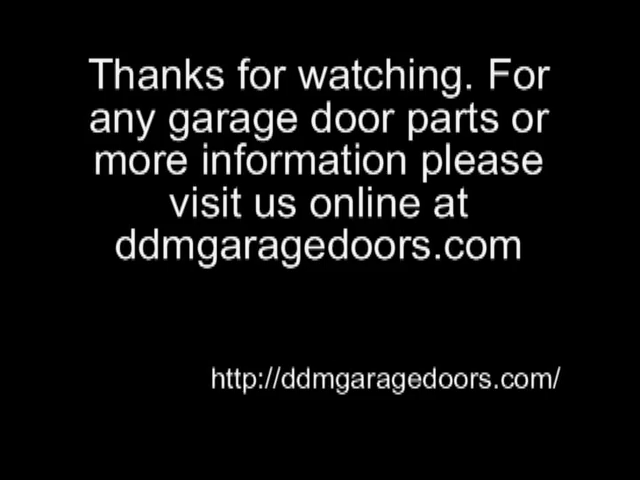 Thanks for watching. For
any garage door parts or
more information please
visit us online at
ddmgaragedoors.com
http://ddmgaragedoors.com/